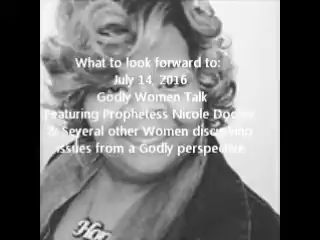 What to look forward to:
July 14, 2016
Godly Women Talk
Featuring Prophetess Nicole
& Several other Women discussing
issues from a Godly perspective